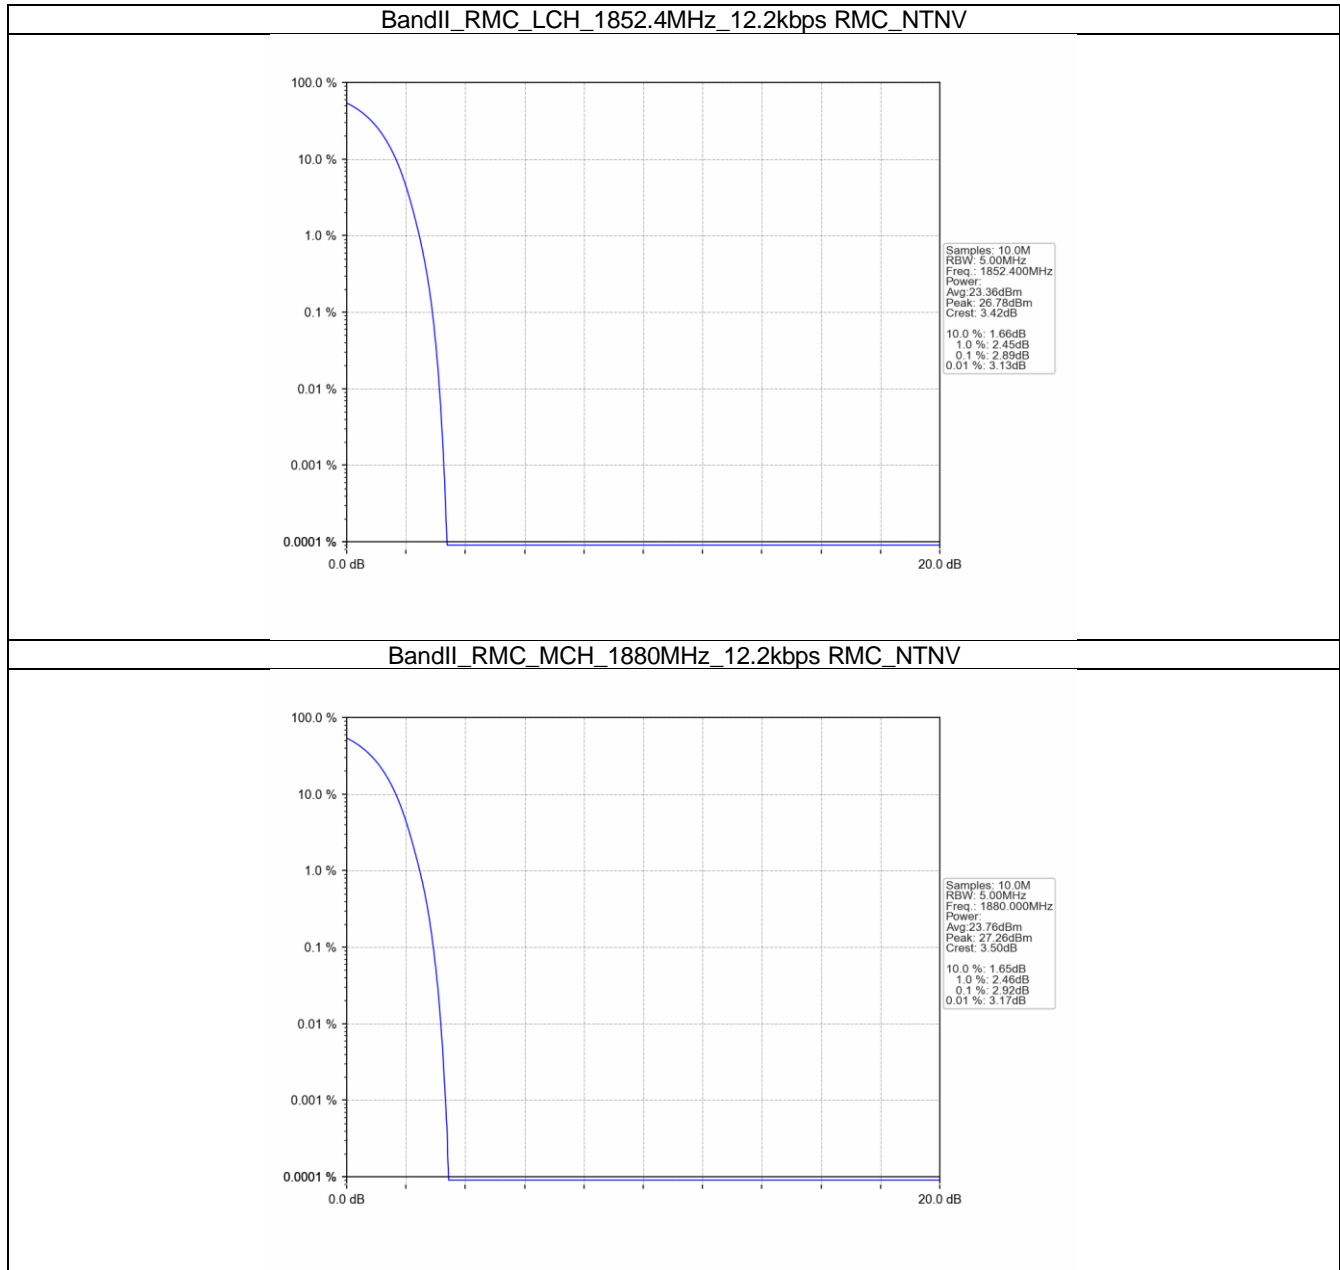 BandII_RMC_LCH_1852.4MHz_12.2kbps RMC_NTNV
100.0 %
10.0 %
1.0 %
0.1 %
0.01 %
0.001 %
0.0001 %
0.0 dB
20.0 dB
Samples: 10.0M
RBW: 5.00MHz
Freq.: 1852.400MHz
Power:
Avg:23.36dBm
Peak: 26.78dBm
Crest: 3.42dB
10.0 %: 1.66dB
1.0 %: 2.45dB
0.1 %: 2.89dB
0.01 %: 3.13dB
BandII_RMC_MCH_1880MHz_12.2kbps RMC_NTNV
100.0 %
10.0 %
1.0 %
0.1 %
0.01 %
0.001 %
0.0001 %
0.0 dB
20.0 dB
Samples: 10.0M
RBW: 5.00MHz
Freq.: 1880.000MHz
Power:
Avg:23.76dBm
Peak: 27.26dBm
Crest: 3.50dB
10.0 %: 1.65dB
1.0 %: 2.46dB
0.1 %: 2.92dB
0.01 %: 3.17dB